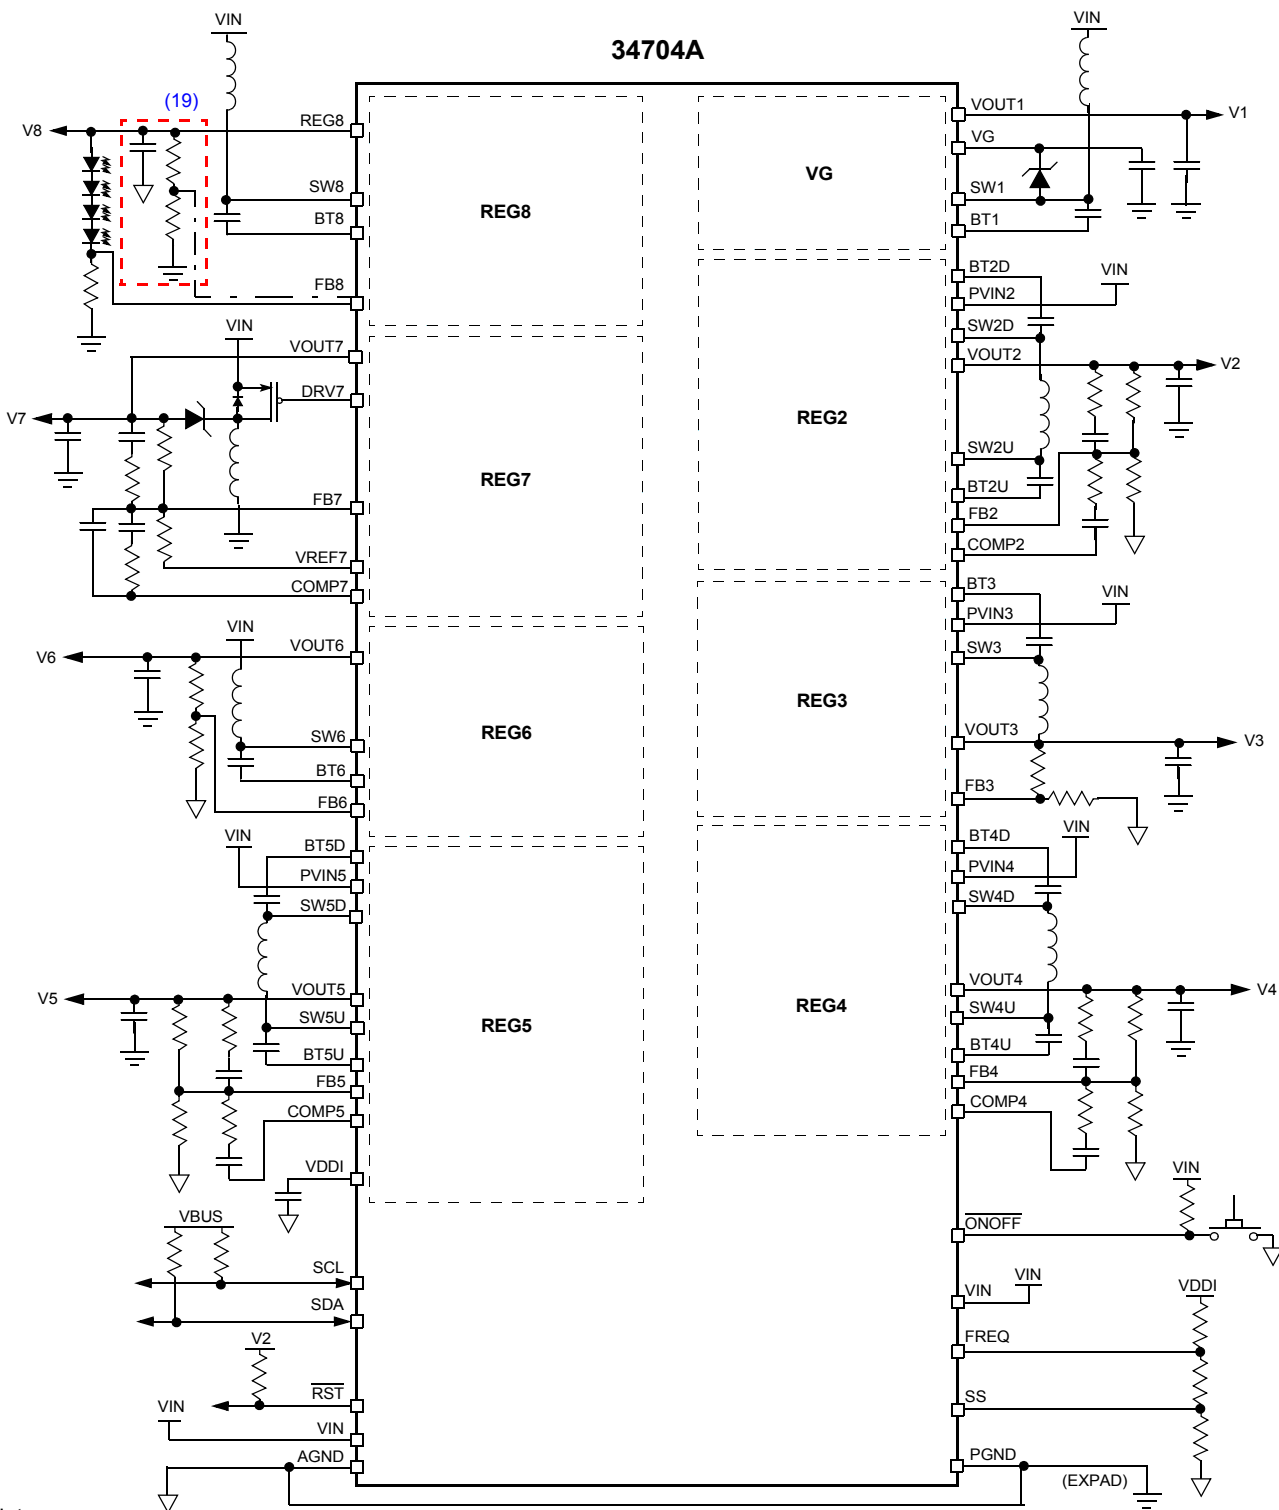 34704A
VIN
(19)
V8
REG8
SW8
BT8
FB8
REG8
VIN
VOUT7
DRV7
V7
FB7
VREF7
COMP7
REG7
VIN
VOUT6
V6
SW6
BT6
FB6
REG6
VIN
BT5D
PVIN5
SW5D
V5
VOUT5
SW5U
BT5U
FB5
COMP5
REG5
VDDI
VBUS
SCL
SDA
V2
RST
VIN
VIN
AGND
VIN
VOUT1
V1
VG
VG
SW1
BT1
BT2D
VIN
PVIN2
SW2D
VOUT2
V2
REG2
SW2U
BT2U
FB2
COMP2
BT3
VIN
PVIN3
SW3
REG3
VOUT3
V3
FB3
BT4D
VIN
PVIN4
SW4D
VOUT4
V4
REG4
SW4U
BT4U
FB4
COMP4
VIN
ONOFF
VIN
VIN
VDDI
FREQ
SS
PGND
(EXPAD)